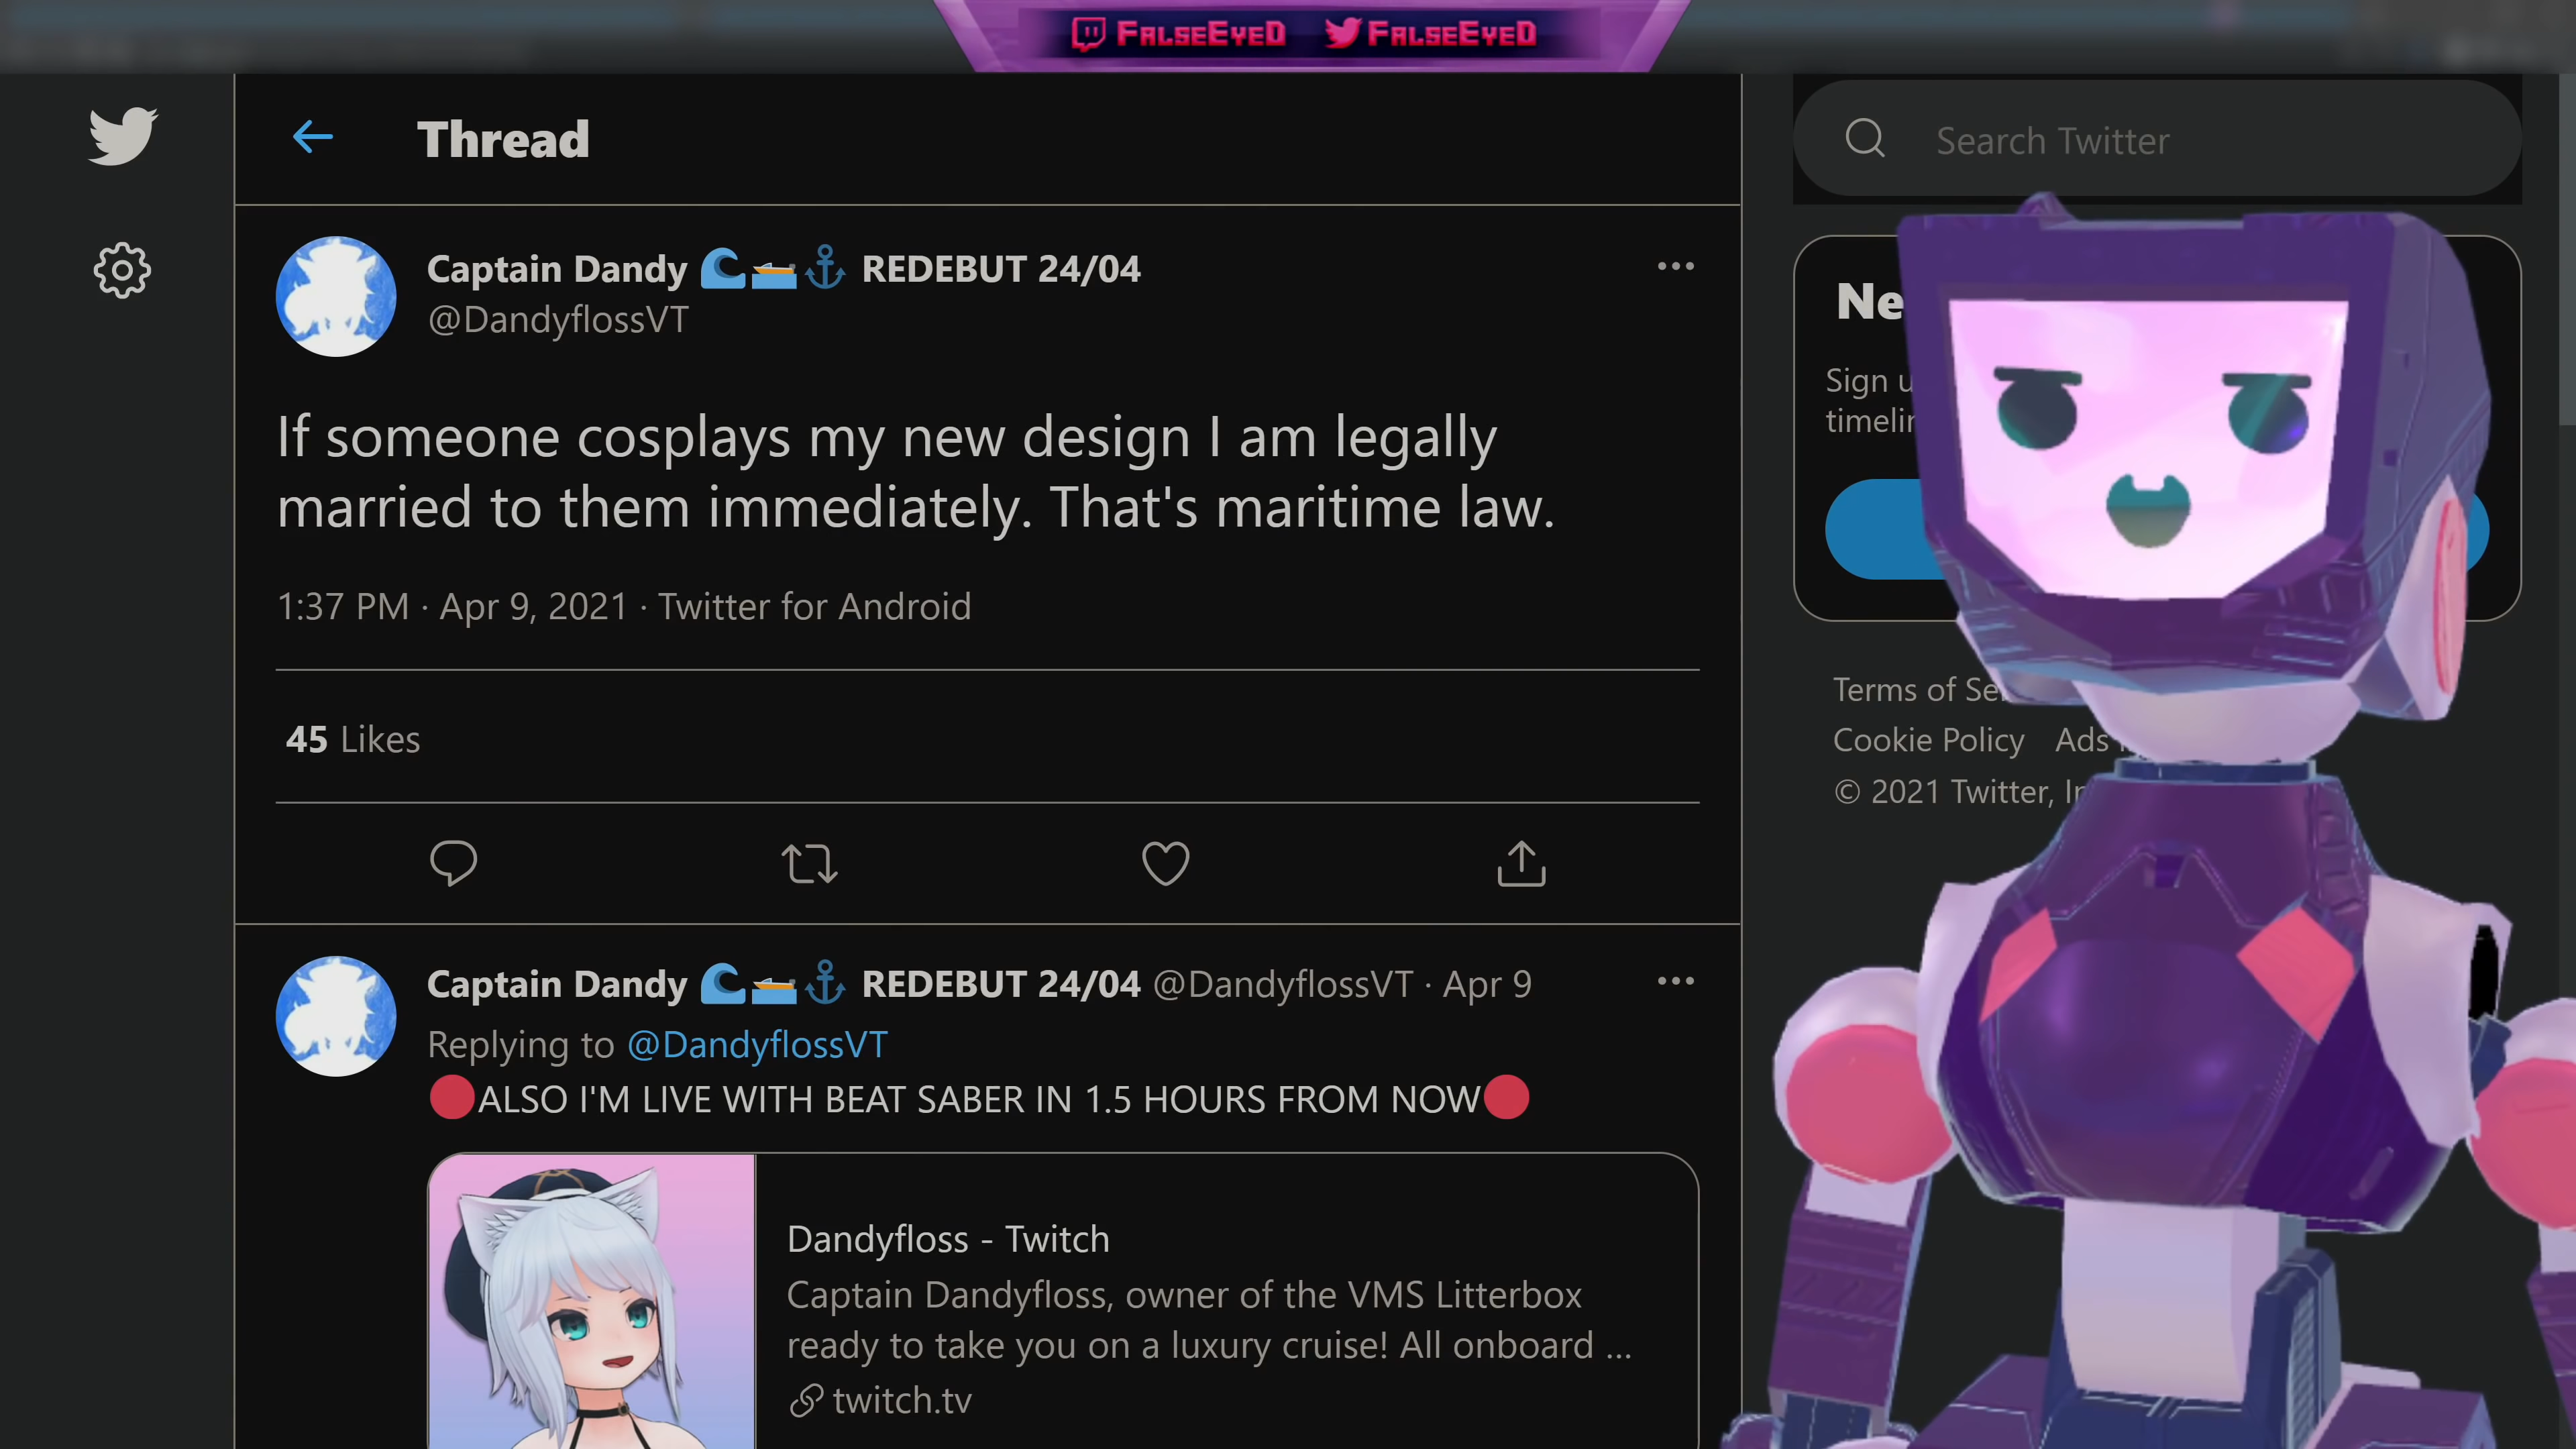 FalseEyeD FalseEyeD
Thread
Search Twitter
Captain Dandy 🌊🚤⚓ REDEBUT 24/04
@DandyflossVT
If someone cosplays my new design I am legally
married to them immediately. That's maritime law.
1:37 PM · Apr 9, 2021 · Twitter for Android
45 Likes
Captain Dandy 🌊🚤⚓ REDEBUT 24/04 @DandyflossVT · Apr 9
Replying to @DandyflossVT
🔴ALSO I'M LIVE WITH BEAT SABER IN 1.5 HOURS FROM NOW🔴
Dandyfloss - Twitch
Captain Dandyfloss, owner of the VMS Litterbox
ready to take you on a luxury cruise! All onboard ...
twitch.tv
Sign
Terms of
Cookie Policy Ads
© 2021 Twitter,